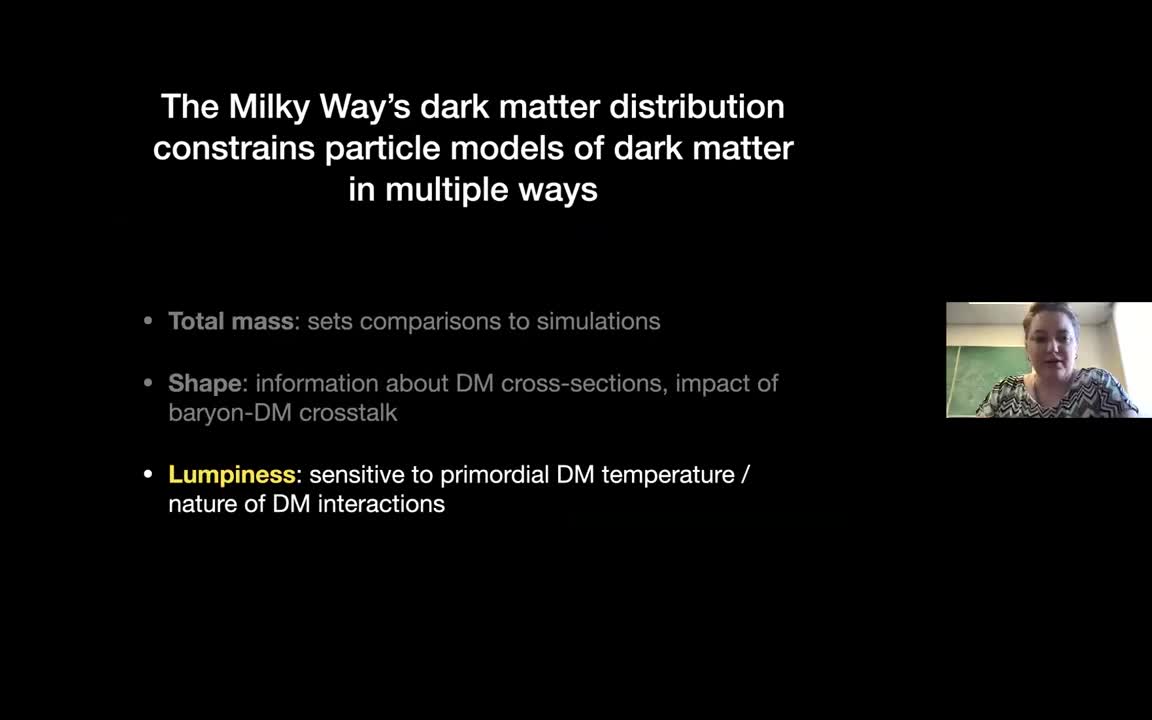 The Milky Way’s dark matter distribution
constrains particle models of dark matter
in multiple ways
• Total mass: sets comparisons to simulations
• Shape: information about DM cross-sections, impact of
baryon-DM crosstalk
• Lumpiness: sensitive to primordial DM temperature /
nature of DM interactions